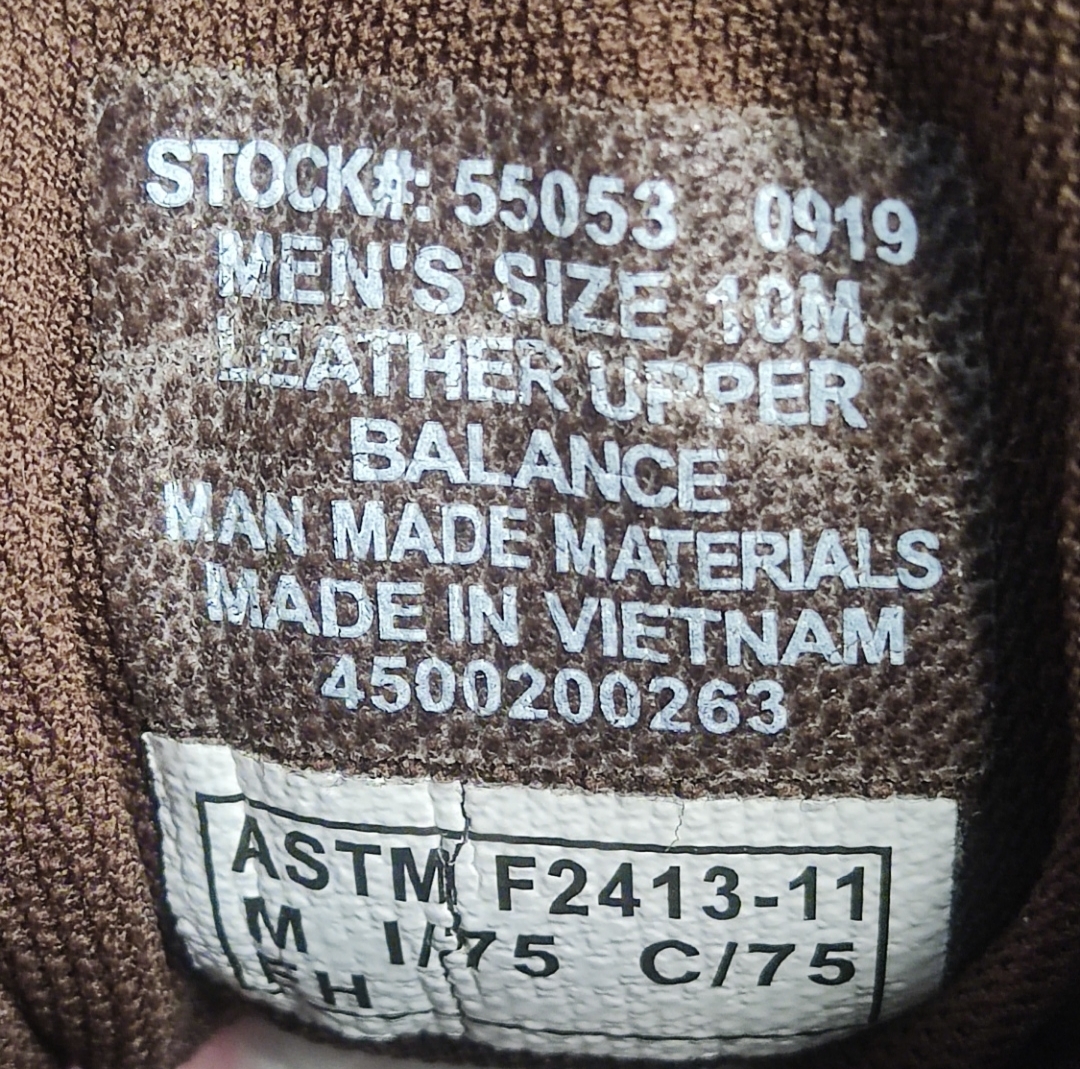 STOCK#: 55053 0919
MEN'S SIZE 10M
LEATHER UPPER
BALANCE
MAN MADE MATERIALS
MADE IN VIETNAM
4500200263
ASTM F2413-11
M I/75 C/75
EH